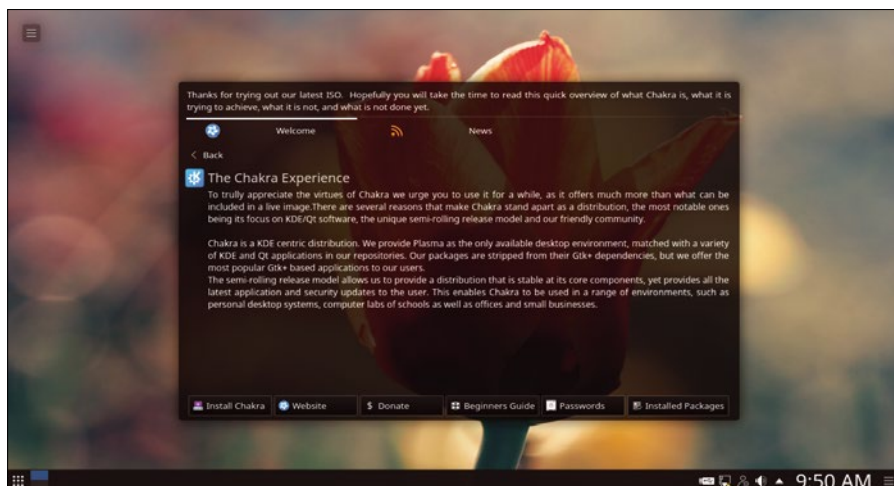 Thanks for trying out our latest ISO. Hopefully you will take the time to read this quick overview of what Chakra is, what it is
trying to achieve, what it is not, and what is not done yet.
Welcome
News
Back
The Chakra Experience
To trully appreciate the virtues of Chakra we urge you to use it for a while, as it offers much more than what can be
included in a live image.There are several reasons that make Chakra stand apart as a distribution, the most notable ones
being its focus on KDE/Qt software, the unique semi-rolling release model and our friendly community.
Chakra is a KDE centric distribution. We provide Plasma as the only available desktop environment, matched with a variety
of KDE and Qt applications in our repositories. Our packages are stripped from their Gtk+ dependencies, but we offer the
most popular Gtk+ based applications to our users.
The semi-rolling release model allows us to provide a distribution that is stable at its core components, yet provides all the
latest application and security updates to the user. This enables Chakra to be used in a range of environments, such as
personal desktop systems, computer labs of schools as well as offices and small businesses.
Install Chakra
Website
$ Donate
Beginners Guide
Passwords
Installed Packages
9:50 AM